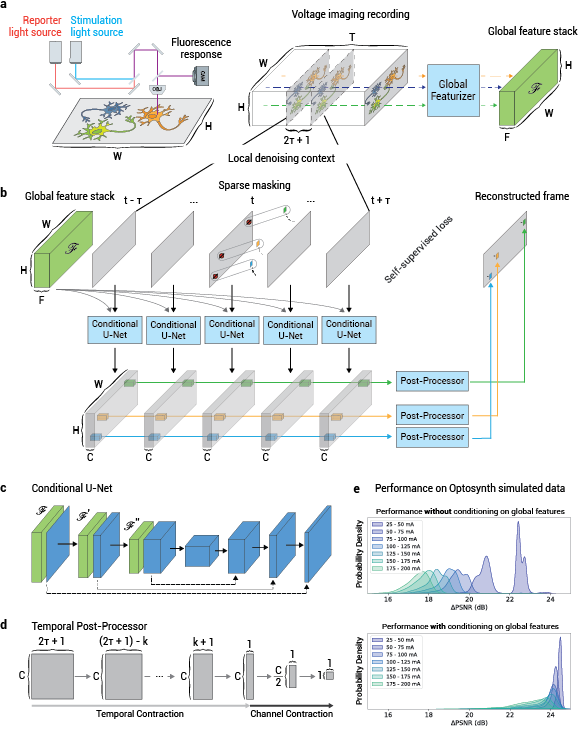 a
Reporter
light source
Stimulation
light source
Fluorescence
response
CAM
OBJ
H
W
Voltage imaging recording
T
W
H
2τ + 1
Global
Featurizer
Global feature stack
H
W
F
ℱ
Local denoising context
b
Global feature stack
W
H
F
ℱ
Sparse masking
t - τ
...
t
...
t + τ
Self-supervised loss
Reconstructed frame
Conditional
U-Net
Conditional
U-Net
Conditional
U-Net
Conditional
U-Net
Conditional
U-Net
W
H
C
C
C
C
C
Post-Processor
Post-Processor
Post-Processor
c
Conditional U-Net
ℱ
ℱ'
ℱ''
d
Temporal Post-Processor
2τ + 1
(2τ + 1) - k
k + 1
1
1
C
C
...
C
C
C
2
1
1
Temporal Contraction
Channel Contraction
e
Performance on Optosynth simulated data
Performance without conditioning on global features
Probability Density
25 - 50 mA
50 - 75 mA
75 - 100 mA
100 - 125 mA
125 - 150 mA
150 - 175 mA
175 - 200 mA
16
18
20
22
24
ΔPSNR (dB)
Performance with conditioning on global features
Probability Density
25 - 50 mA
50 - 75 mA
75 - 100 mA
100 - 125 mA
125 - 150 mA
150 - 175 mA
175 - 200 mA
16
18
20
22
24
ΔPSNR (dB)